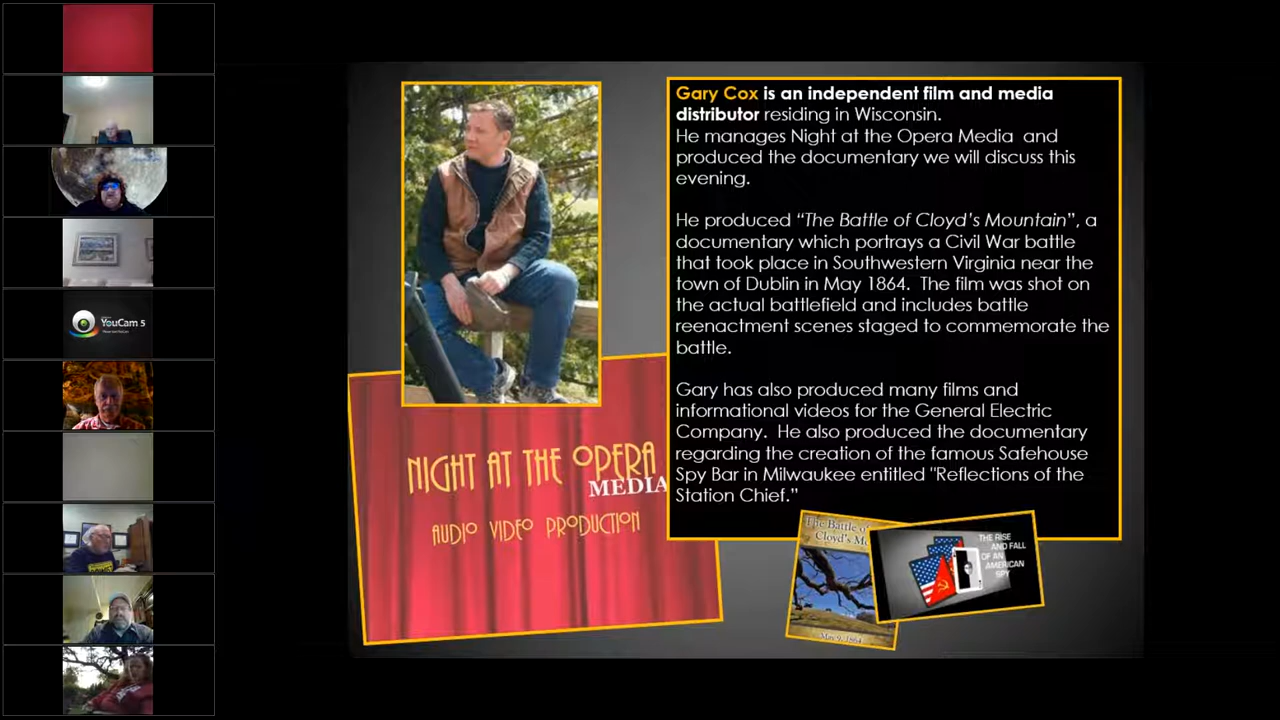 Gary Cox is an independent film and media
distributor residing in Wisconsin.
He manages Night at the Opera Media and
produced the documentary we will discuss this
evening.
He produced “The Battle of Cloyd’s Mountain”, a
documentary which portrays a Civil War battle
that took place in Southwestern Virginia near the
town of Dublin in May 1864. The film was shot on
the actual battlefield and includes battle
reenactment scenes staged to commemorate the
battle.
Gary has also produced many films and
informational videos for the General Electric
Company. He also produced the documentary
regarding the creation of the famous Safehouse
Spy Bar in Milwaukee entitled "Reflections of the
Station Chief.”
NIGHT AT THE OPERA
MEDIA
AUDIO VIDEO PRODUCTION
The Battle of
Cloyd's
May 9, 1864
THE RISE
AND FALL
OF AN
AMERICAN
SPY
YouCam 5